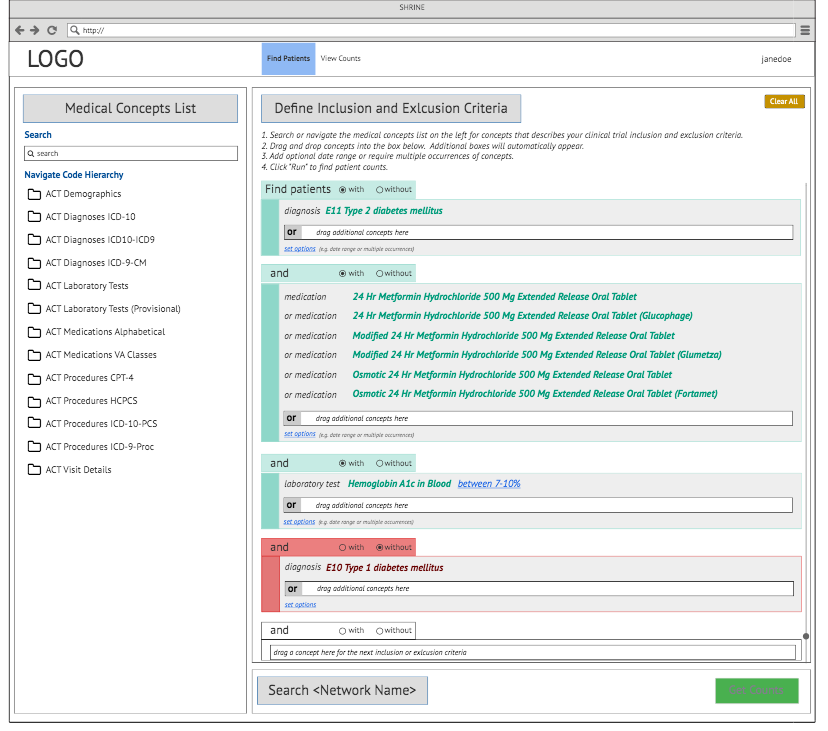 SHRINE
http://
LOGO
Find Patients
View Counts
janedoe
Medical Concepts List
Search
search
Navigate Code Hierarchy
ACT Demographics
ACT Diagnoses ICD-10
ACT Diagnoses ICD10-ICD9
ACT Diagnoses ICD-9-CM
ACT Laboratory Tests
ACT Laboratory Tests (Provisional)
ACT Medications Alphabetical
ACT Medications VA Classes
ACT Procedures CPT-4
ACT Procedures HCPCS
ACT Procedures ICD-10-PCS
ACT Procedures ICD-9-Proc
ACT Visit Details
Define Inclusion and Exlcusion Criteria
Clear All
1. Search or navigate the medical concepts list on the left for concepts that describes your clinical trial inclusion and exclusion criteria.
2. Drag and drop concepts into the box below. Additional boxes will automatically appear.
3. Add optional date range or require multiple occurrences of concepts.
4. Click "Run" to find patient counts.
Find patients with without
diagnosis E11 Type 2 diabetes mellitus
or drag additional concepts here
set options (e.g. date range or multiple occurrences)
and with without
medication 24 Hr Metformin Hydrochloride 500 Mg Extended Release Oral Tablet
or medication 24 Hr Metformin Hydrochloride 500 Mg Extended Release Oral Tablet (Glucophage)
or medication Modified 24 Hr Metformin Hydrochloride 500 Mg Extended Release Oral Tablet
or medication Modified 24 Hr Metformin Hydrochloride 500 Mg Extended Release Oral Tablet (Glumetza)
or medication Osmotic 24 Hr Metformin Hydrochloride 500 Mg Extended Release Oral Tablet
or medication Osmotic 24 Hr Metformin Hydrochloride 500 Mg Extended Release Oral Tablet (Fortamet)
or drag additional concepts here
set options (e.g. date range or multiple occurrences)
and with without
laboratory test Hemoglobin A1c in Blood between 7-10%
or drag additional concepts here
set options (e.g. date range or multiple occurrences)
and with without
diagnosis E10 Type 1 diabetes mellitus
or drag additional concepts here
set options
and with without
drag a concept here for the next inclusion or exlcusion criteria
Search <Network Name>